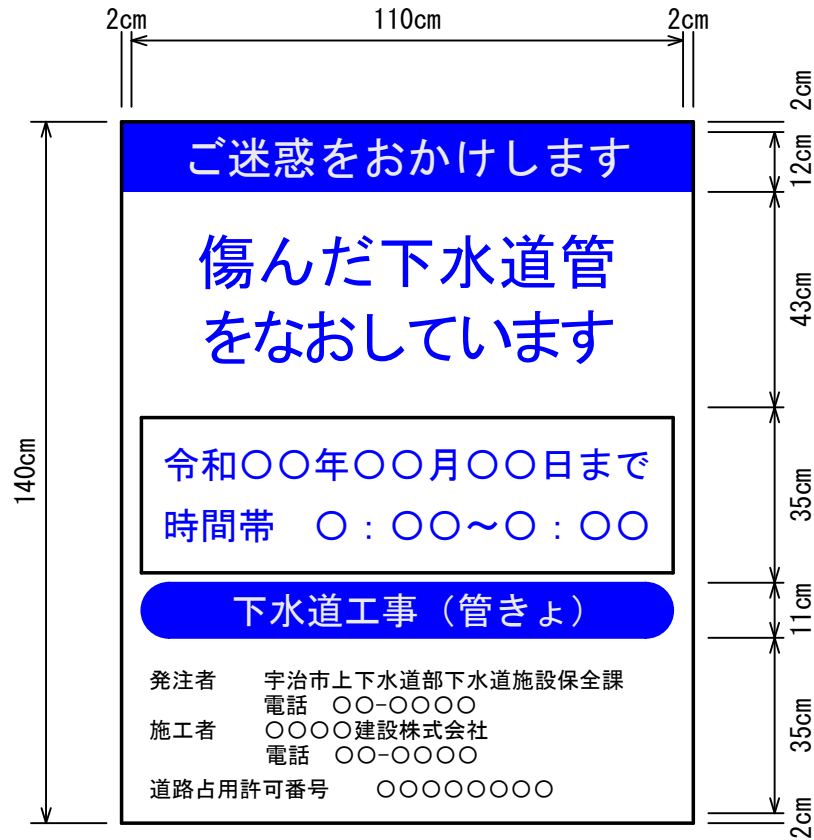 2cm 110cm 2cm
2cm
ご迷惑をおかけします
12cm
傷んだ下水道管
をなおしています
43cm
140cm
令和〇〇年〇〇月〇〇日まで
時間帯　〇：〇〇～〇：〇〇
35cm
下水道工事（管きょ）
11cm
発注者　宇治市上下水道部下水道施設保全課
電話　〇〇-〇〇〇〇
施工者　〇〇〇〇建設株式会社
電話　〇〇-〇〇〇〇
35cm
道路占用許可番号　〇〇〇〇〇〇〇〇
2cm